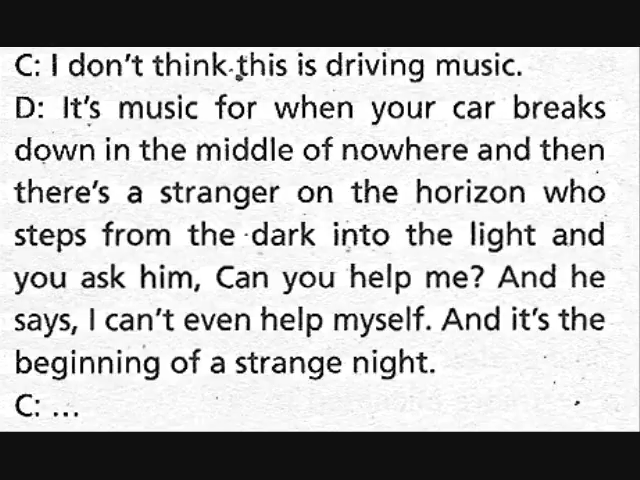 C: I don't think this is driving music.
D: It's music for when your car breaks
down in the middle of nowhere and then
there's a stranger on the horizon who
steps from the dark into the light and
you ask him, Can you help me? And he
says, I can't even help myself. And it's the
beginning of a strange night.
C: ...